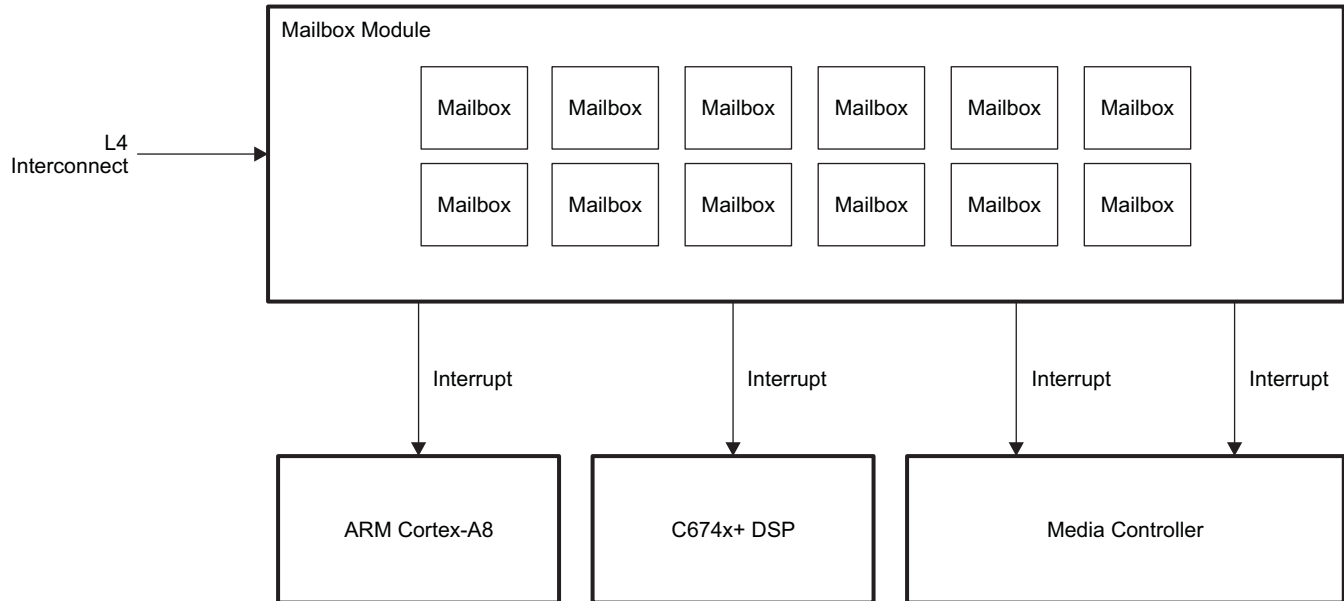 Mailbox Module
Mailbox Mailbox Mailbox Mailbox Mailbox Mailbox
L4
Interconnect
Mailbox Mailbox Mailbox Mailbox Mailbox Mailbox
Interrupt Interrupt Interrupt Interrupt
ARM Cortex-A8 C674x+ DSP Media Controller